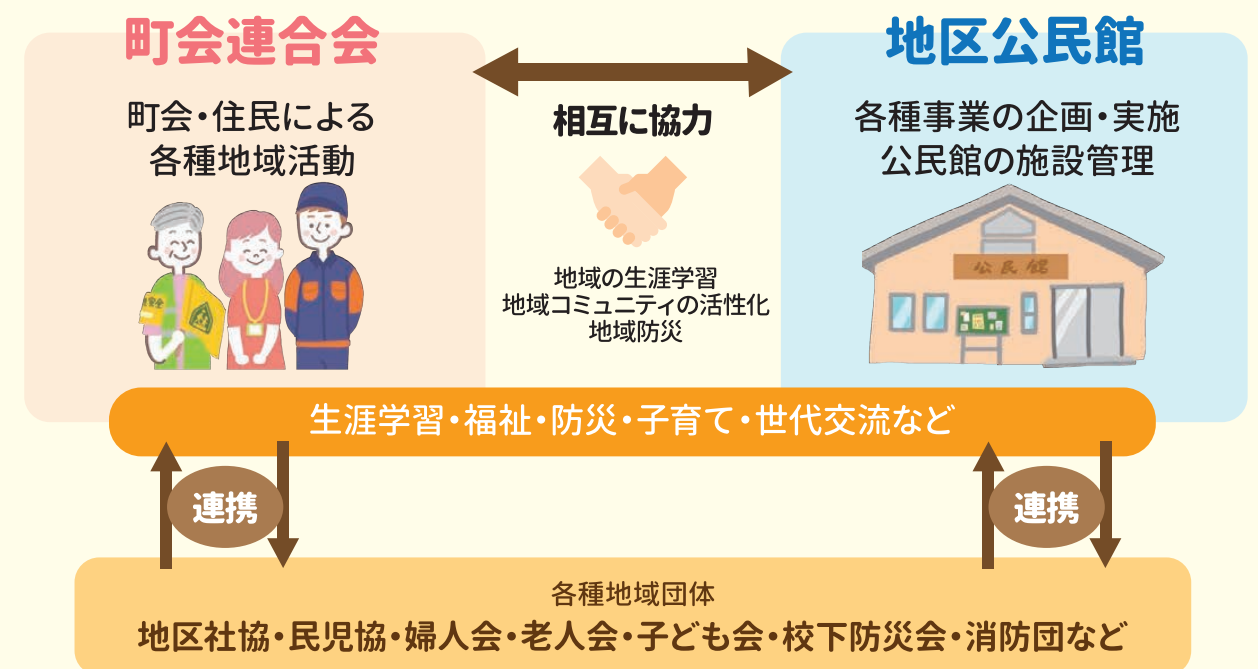 町会連合会
町会・住民による
各種地域活動
相互に協力
地域の生涯学習
地域コミュニティの活性化
地域防災
地区公民館
各種事業の企画・実施
公民館の施設管理
公民館
生涯学習・福祉・防災・子育て・世代交流など
連携
連携
各種地域団体
地区社協・民児協・婦人会・老人会・子ども会・校下防災会・消防団など